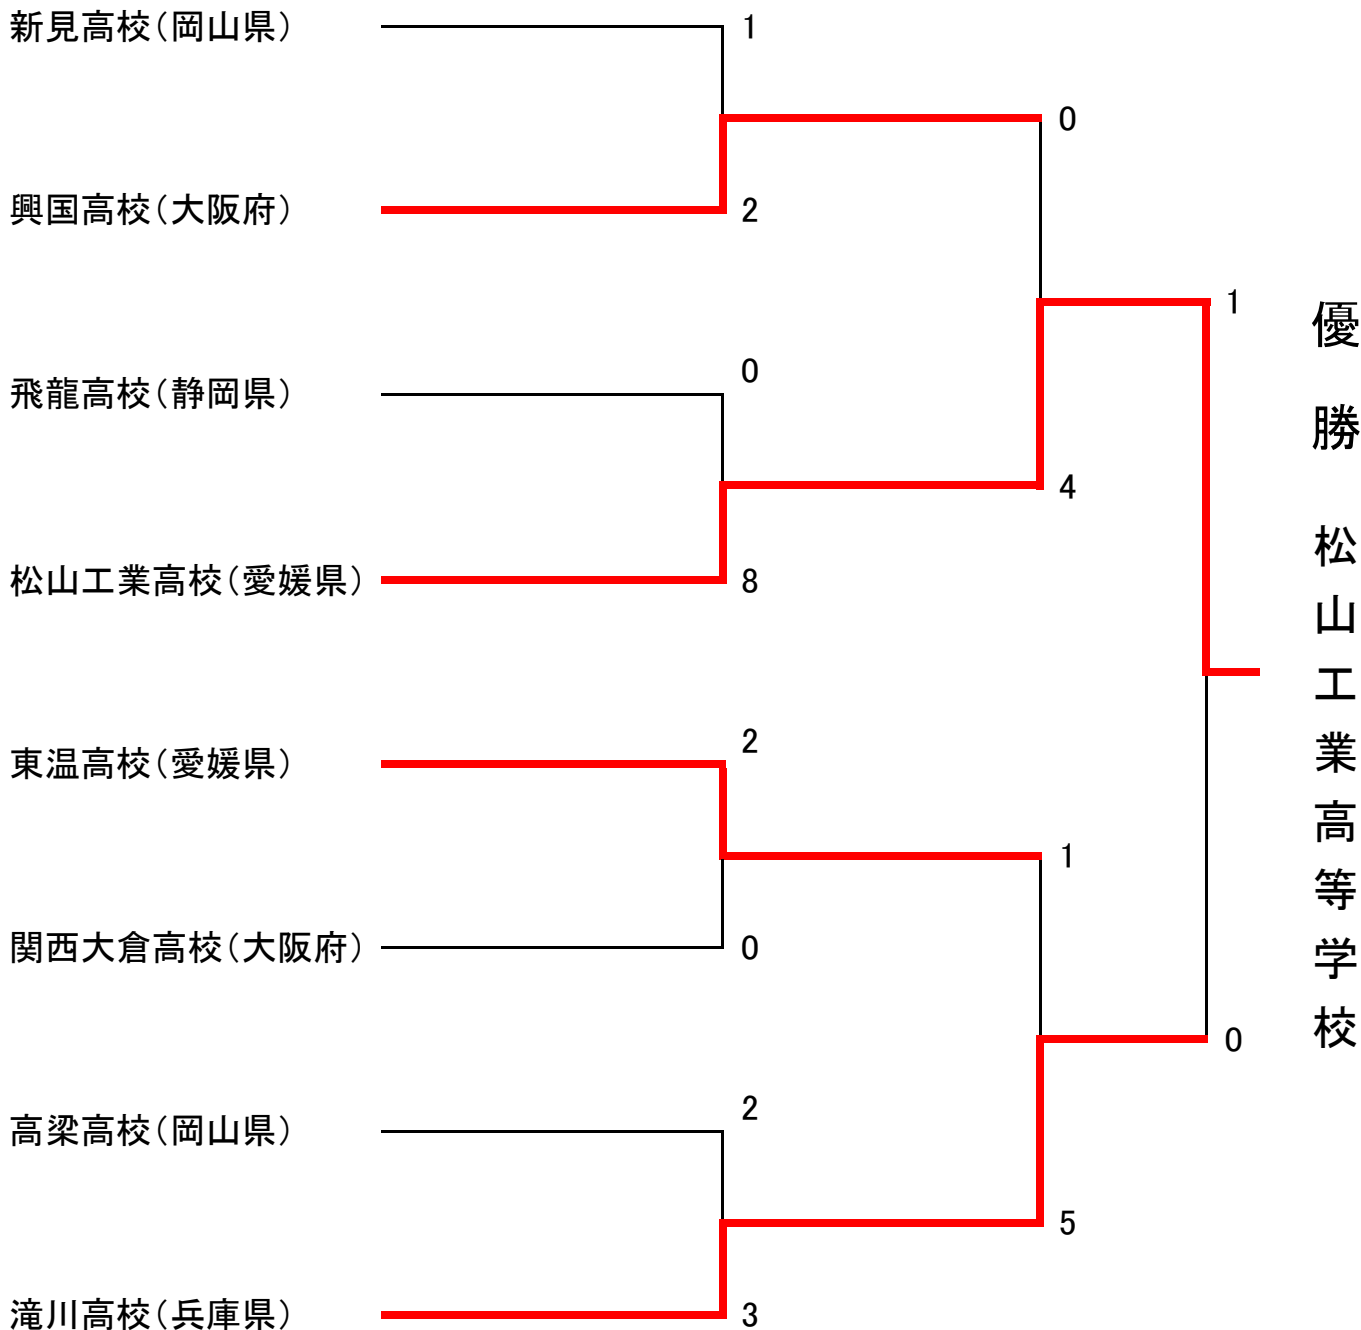 新見高校（岡山県）
1
0
興国高校（大阪府）
2
1
飛龍高校（静岡県）
0
4
松山工業高校（愛媛県）
8
東温高校（愛媛県）
2
1
関西大倉高校（大阪府）
0
0
高梁高校（岡山県）
2
5
滝川高校（兵庫県）
3
優勝 松山工業高等学校